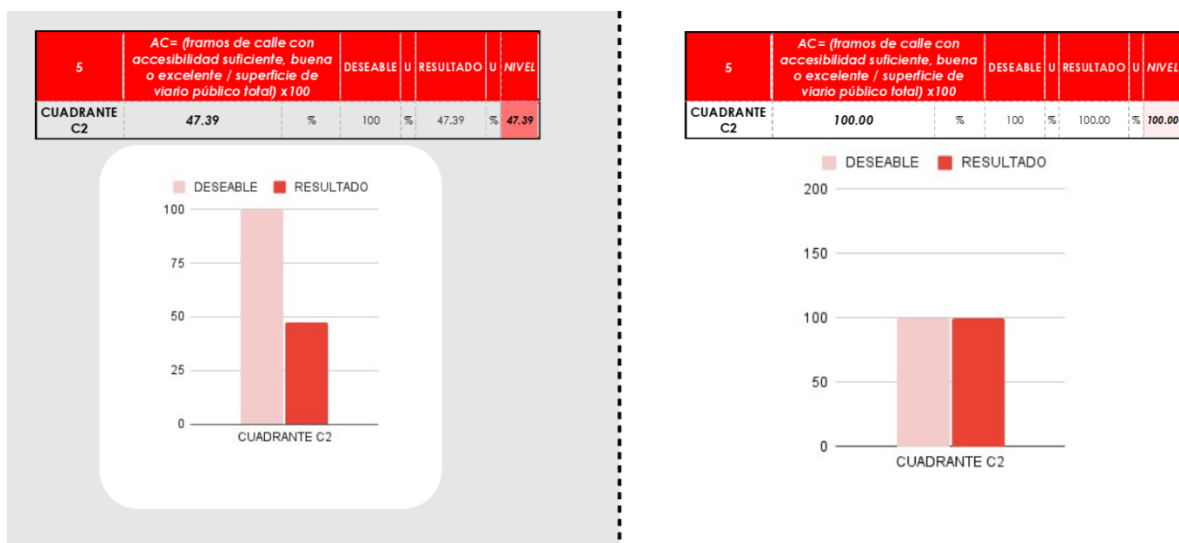 5
AC= (tramos de calle con
accesibilidad suficiente, buena
o excelente / superficie de
viario público total) x100
DESEABLE U RESULTADO U NIVEL
CUADRANTE
C2
47.39 % 100 % 47.39 % 47.39
DESEABLE RESULTADO
100
75
50
25
0
CUADRANTE C2
5
AC= (tramos de calle con
accesibilidad suficiente, buena
o excelente / superficie de
viario público total) x100
DESEABLE U RESULTADO U NIVEL
CUADRANTE
C2
100.00 % 100 % 100.00 % 100.00
DESEABLE RESULTADO
200
150
100
50
0
CUADRANTE C2